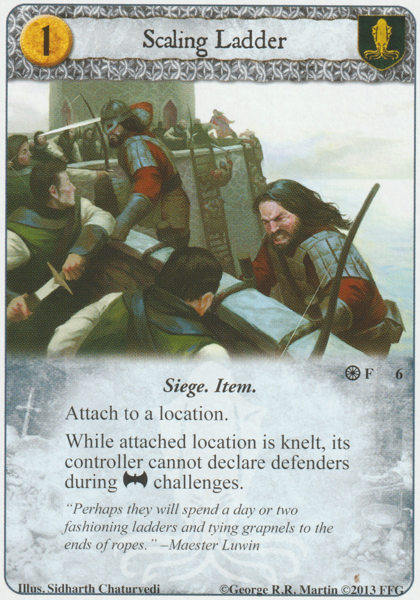 1
Scaling Ladder
F 6
Siege. Item.
Attach to a location.
While attached location is knelt, its
controller cannot declare defenders
during challenges.
“Perhaps they will spend a day or two
fashioning ladders and tying grapnels to the
ends of ropes.” –Maester Luwin
Illus. Sidharth Chaturvedi ©George R.R. Martin ©2013 FFG